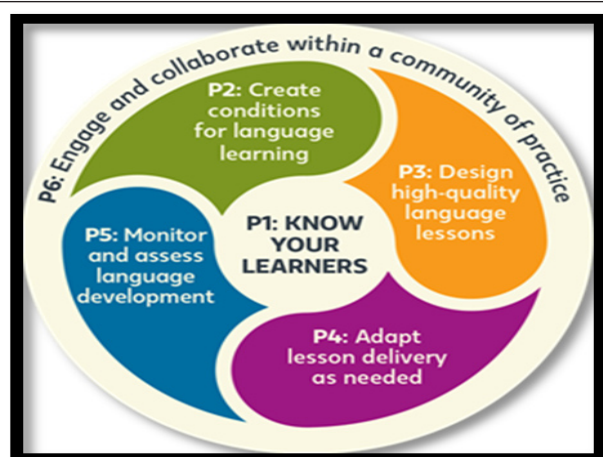 P6: Engage and collaborate within a community of practice
P2: Create
conditions
for language
learning
P3: Design
high-quality
language
lessons
P1: KNOW
YOUR
LEARNERS
P5: Monitor
and assess
language
development
P4: Adapt
lesson delivery
as needed